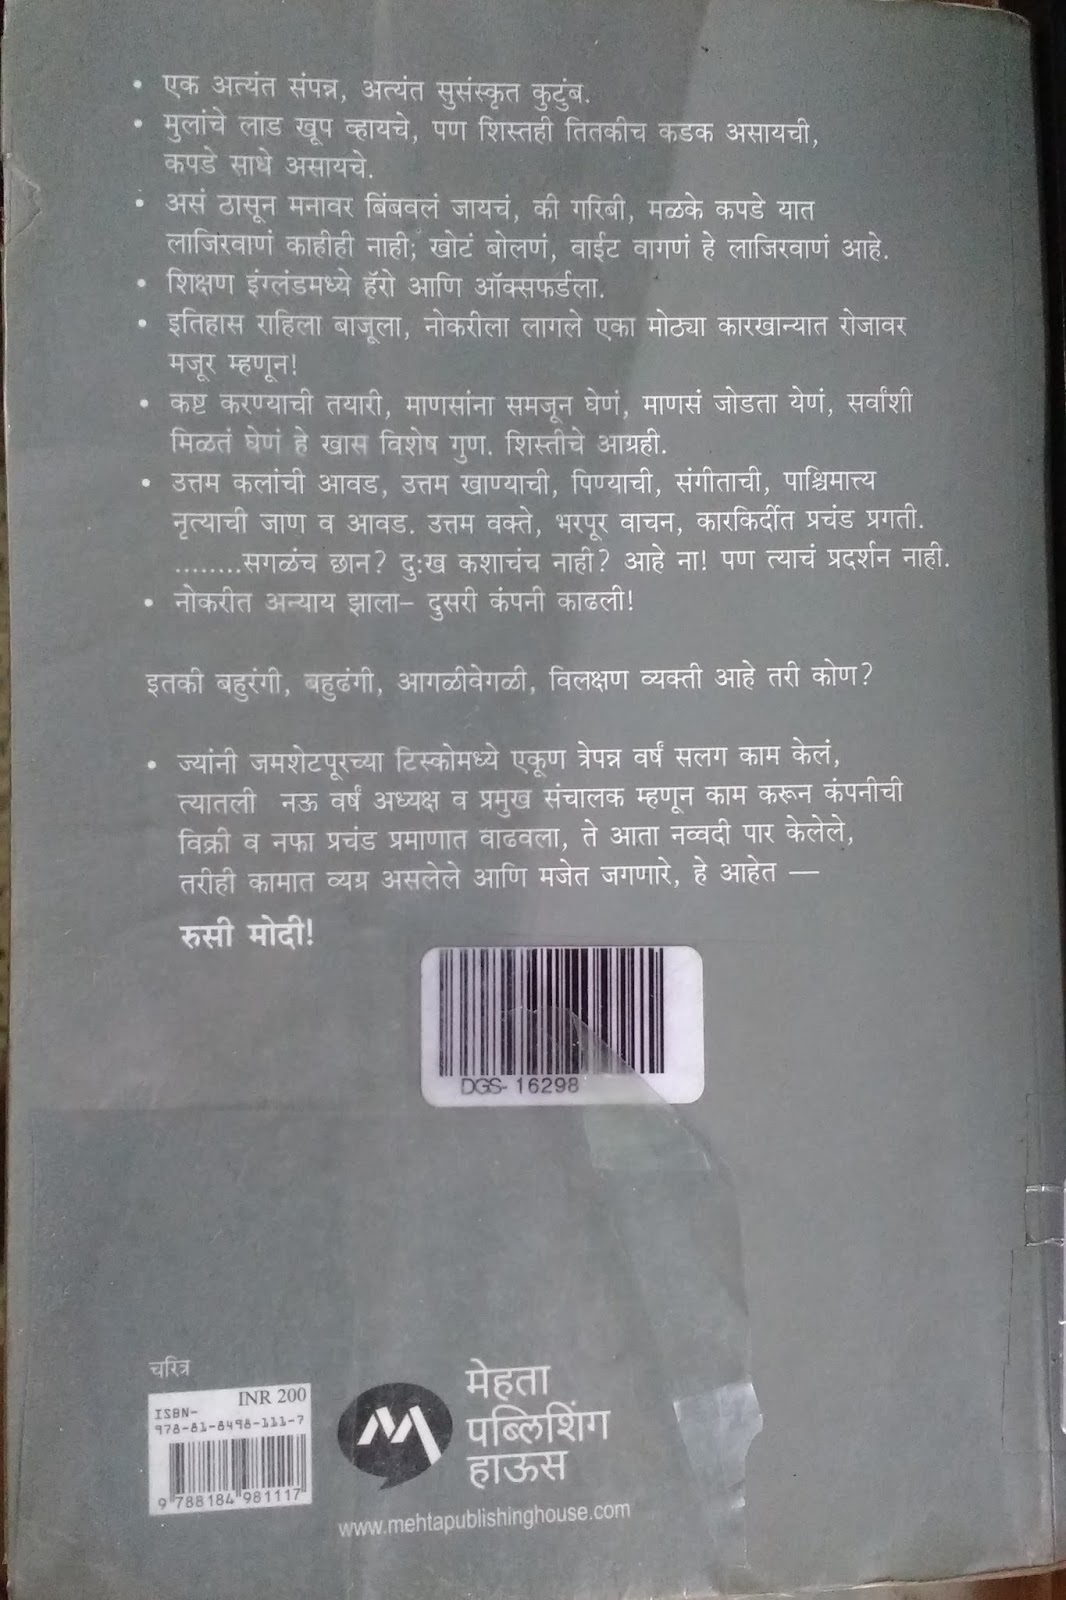 • एक अत्यंत संपन्न, अत्यंत सुसंस्कृत कुटुंब.
• मुलांचे लाड खूप व्हायचे, पण शिस्तही तितकीच कडक असायची,
कपडे साधे असायचे.
• असं ठासून मनावर बिंबवलं जायचं, की गरिबी, मळके कपडे यात
लाजिरवाणं काहीही नाही; खोटं बोलणं, वाईट वागणं हे लाजिरवाणं आहे.
• शिक्षण इंग्लंडमध्ये हॅरो आणि ऑक्सफर्डला.
• इतिहास राहिला बाजूला, नोकरीला लागले एका मोठ्या कारखान्यात रोजावर
मजूर म्हणून!
• कष्ट करण्याची तयारी, माणसांना समजून घेणं, माणसं जोडता येणं, सर्वांशी
मिळतं घेणं हे खास विशेष गुण. शिस्तीचे आग्रही.
• उत्तम कलांची आवड, उत्तम खाण्याची, पिण्याची, संगीताची, पाश्चिमात्त्य
नृत्याची जाण व आवड. उत्तम वक्ते, भरपूर वाचन, कारकिर्दीत प्रचंड प्रगती.
........सगळंच छान? दुःख कशाचंच नाही? आहे ना! पण त्याचं प्रदर्शन नाही.
• नोकरीत अन्याय झाला– दुसरी कंपनी काढली!
इतकी बहुरंगी, बहुढंगी, आगळीवेगळी, विलक्षण व्यक्ती आहे तरी कोण?
• ज्यांनी जमशेटपूरच्या टिस्कोमध्ये एकूण त्रेपन्न वर्षं सलग काम केलं,
त्यातली नऊ वर्षं अध्यक्ष व प्रमुख संचालक म्हणून काम करून कंपनीची
विक्री व नफा प्रचंड प्रमाणात वाढवला, ते आता नव्वदी पार केलेले,
तरीही कामात व्यग्र असलेले आणि मजेत जगणारे, हे आहेत —
रुसी मोदी!
DGS- 16298
चरित्र
INR 200
ISBN-
978-81-8498-111-7
9 788184 981117
मेहता
पब्लिशिंग
हाऊस
www.mehtapublishinghouse.com